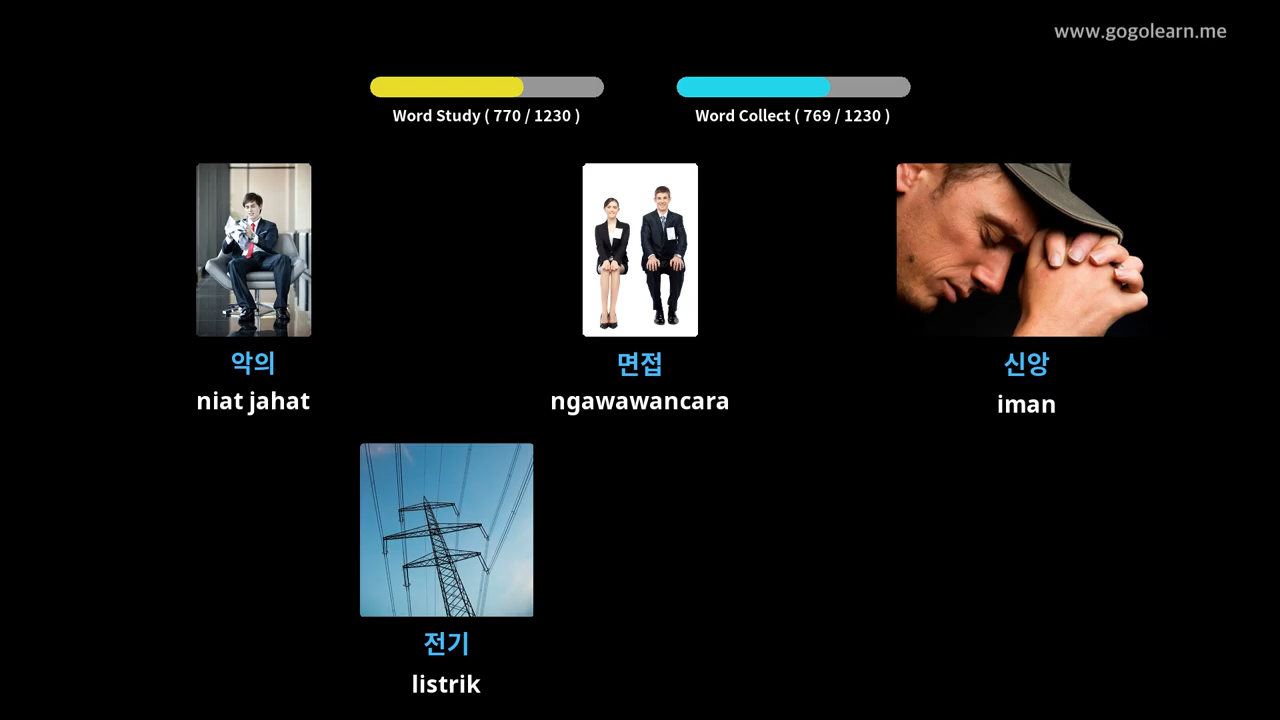 www.gogolearn.me
Word Study ( 770 / 1230 )
Word Collect ( 769 / 1230 )
악의
면접
신앙
niat jahat
ngawawancara
iman
전기
listrik